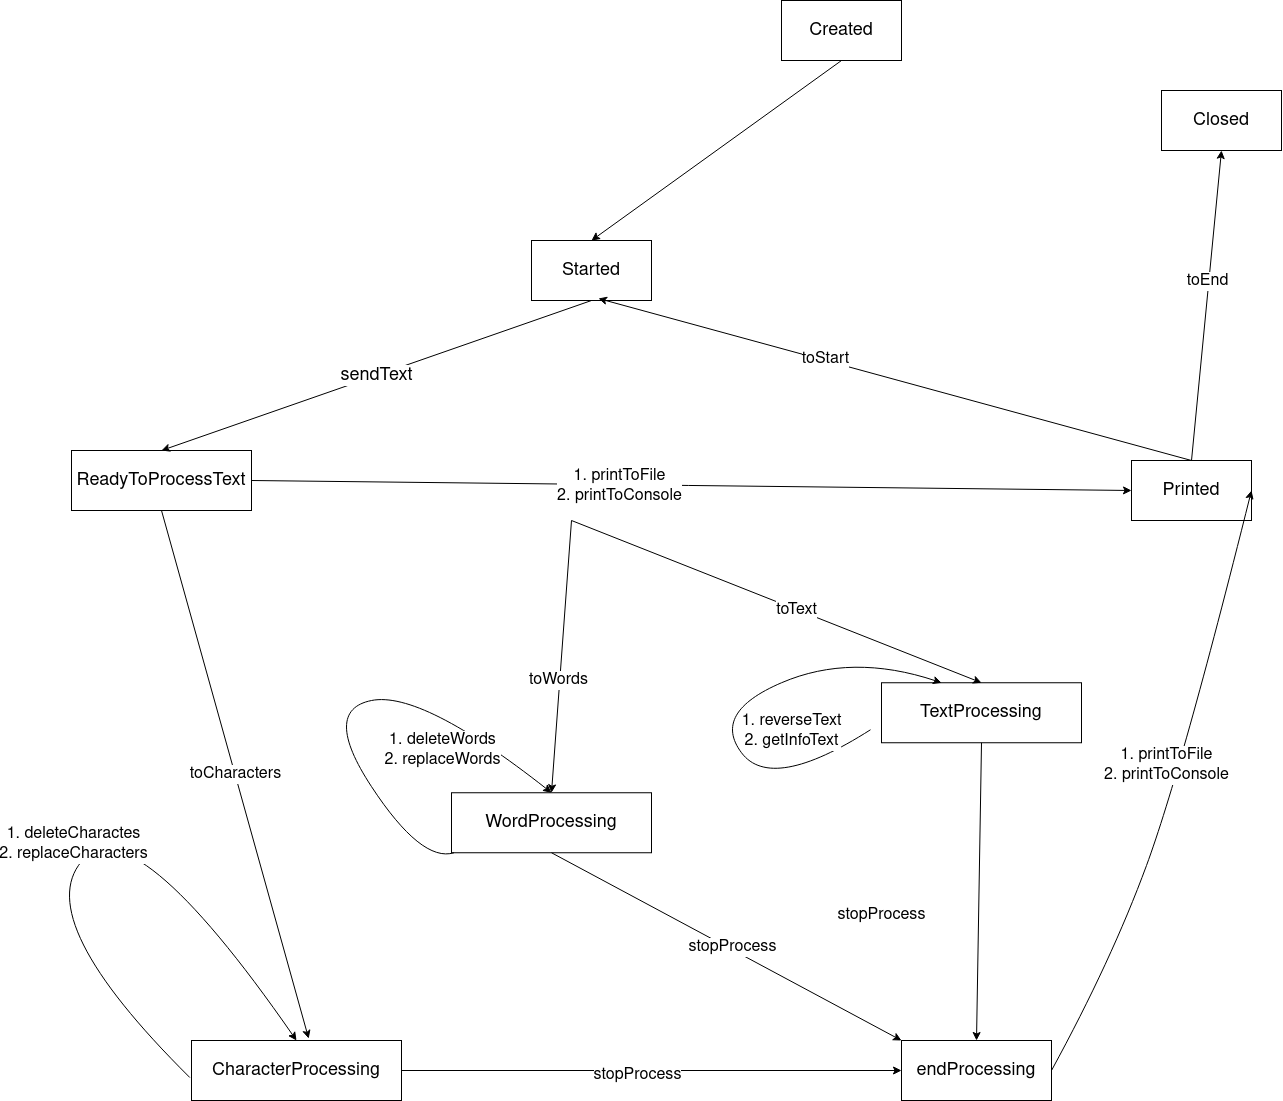 Created
Closed
Started
toEnd
toStart
sendText
ReadyToProcessText
1. printToFile
2. printToConsole
Printed
toText
toWords
TextProcessing
1. reverseText
2. getInfoText
1. deleteWords
2. replaceWords
1. printToFile
2. printToConsole
toCharacters
WordProcessing
1. deleteCharactes
2. replaceCharacters
stopProcess
stopProcess
CharacterProcessing
stopProcess
endProcessing